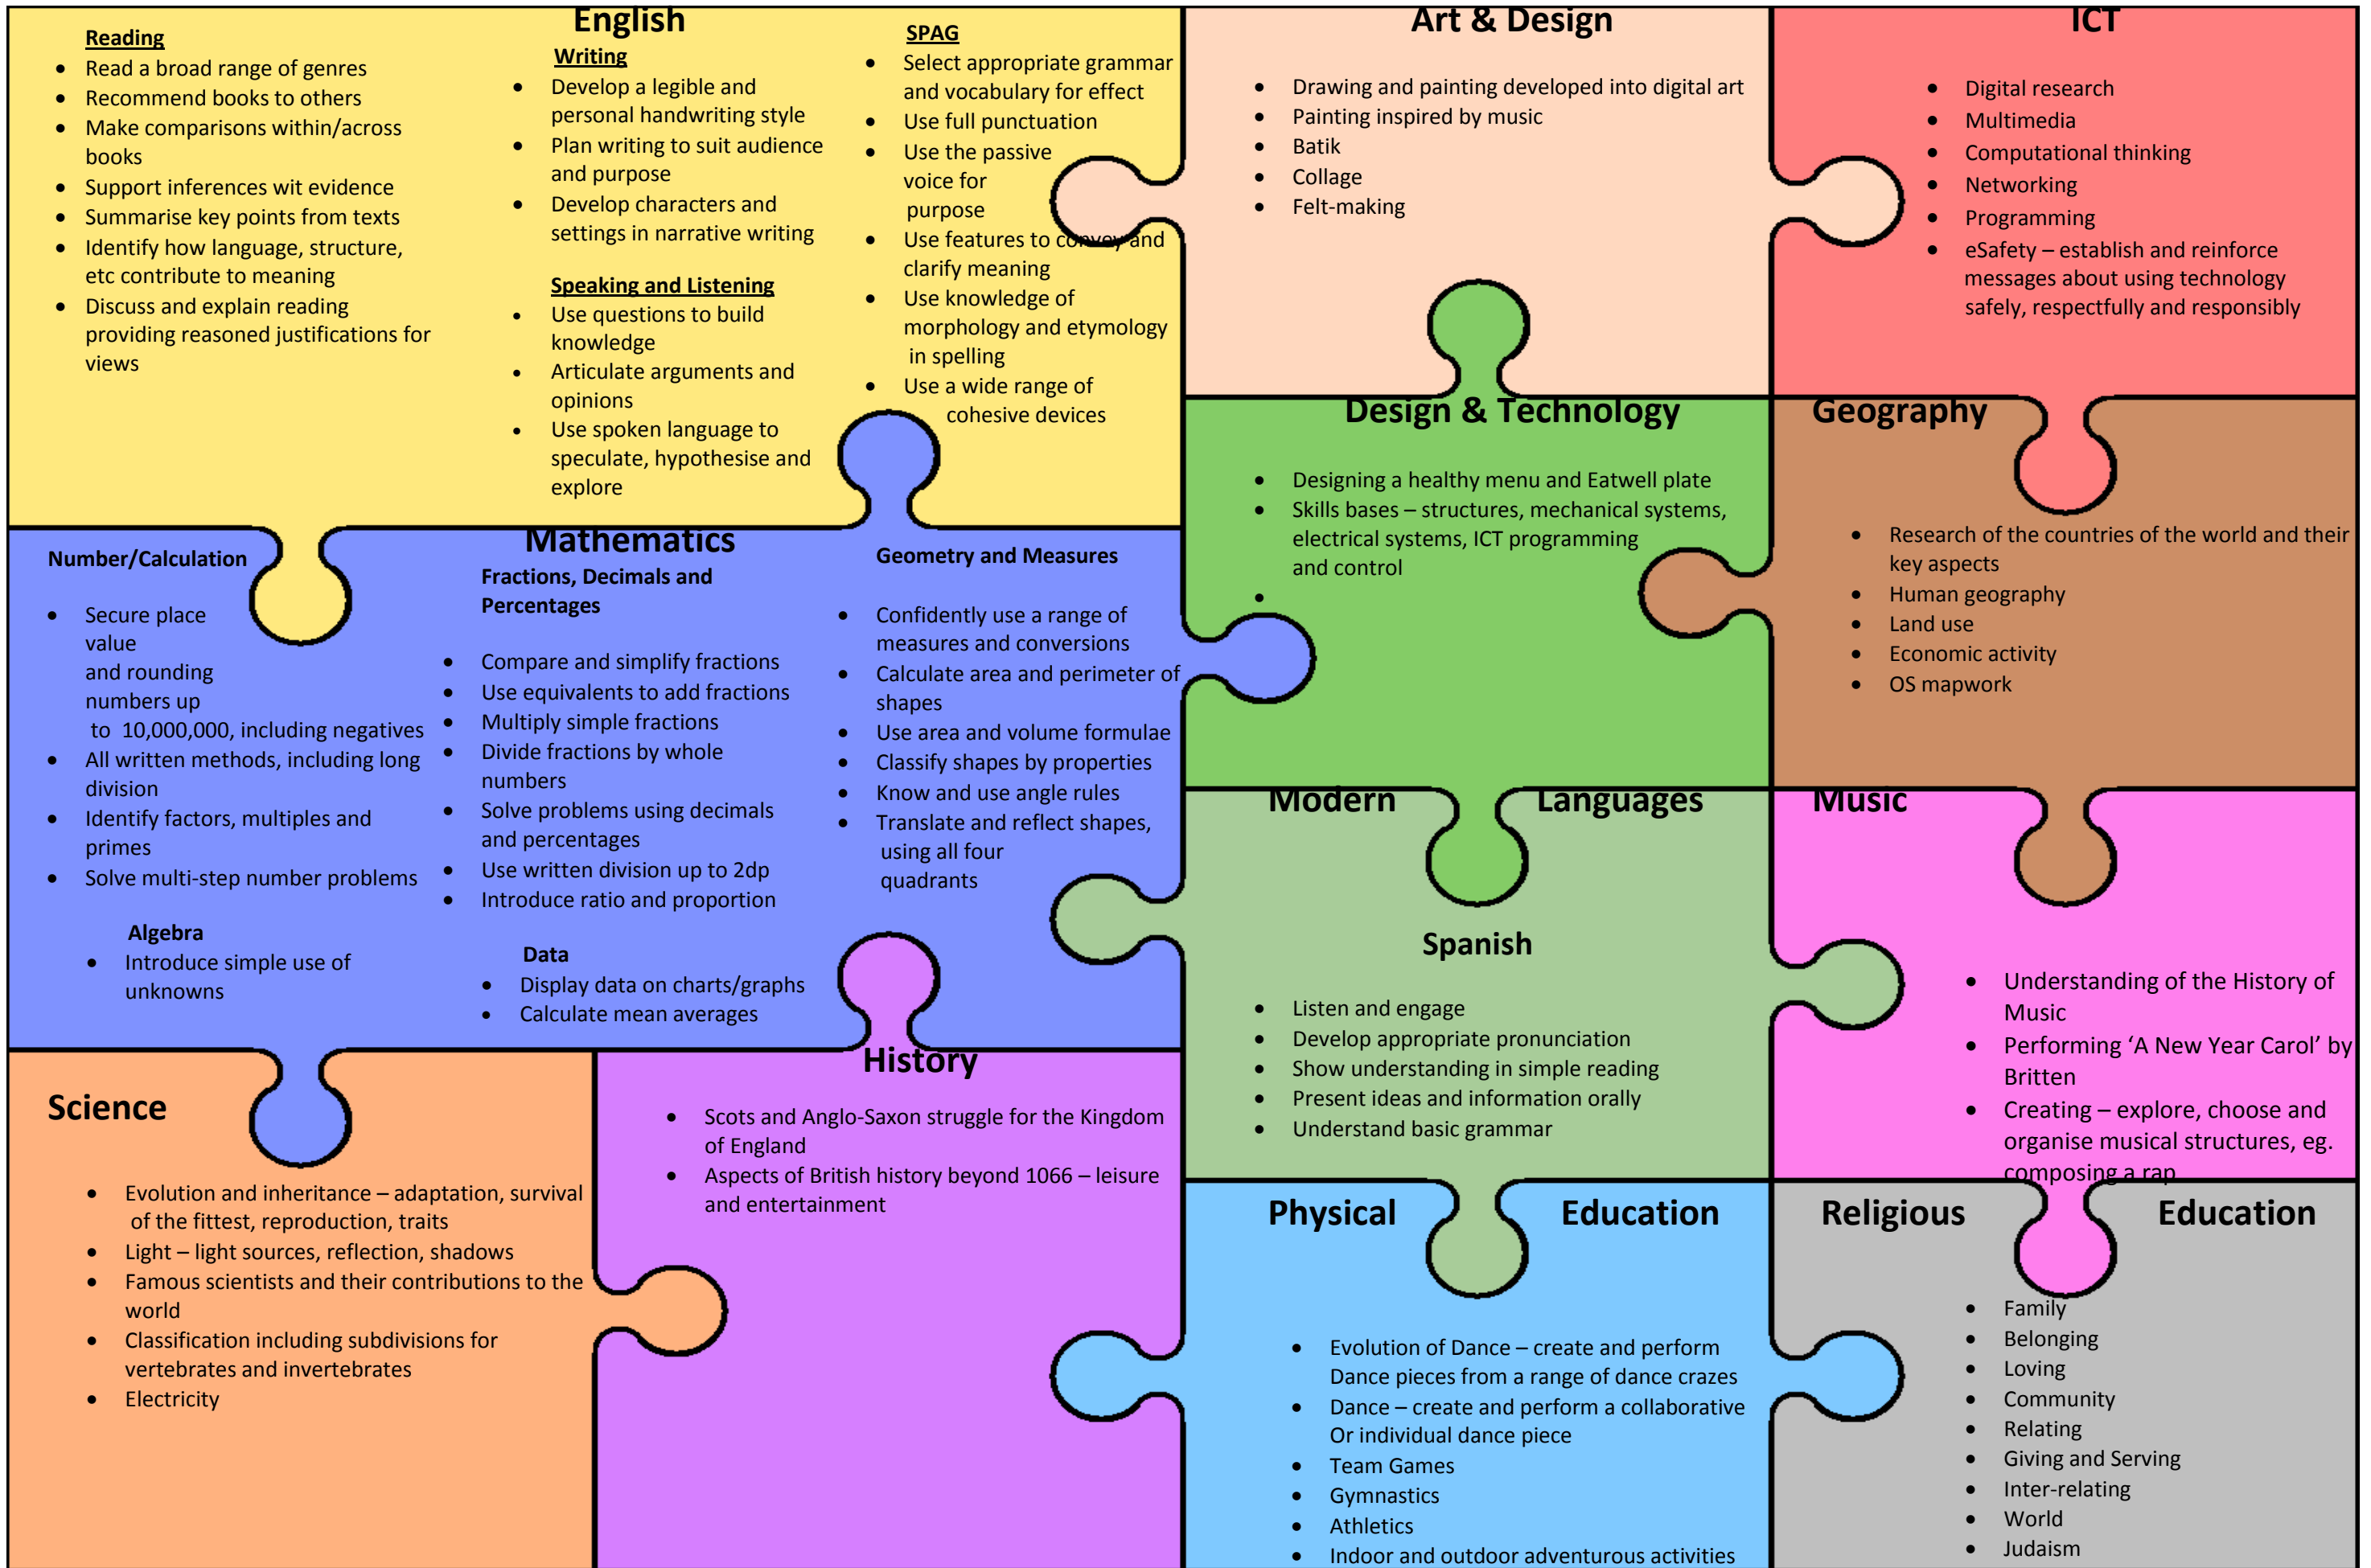 English
Reading
• Read a broad range of genres
• Recommend books to others
• Make comparisons within/across
books
• Support inferences wit evidence
• Summarise key points from texts
• Identify how language, structure,
etc contribute to meaning
• Discuss and explain reading
providing reasoned justifications for
views
Writing
• Develop a legible and
personal handwriting style
• Plan writing to suit audience
and purpose
• Develop characters and
settings in narrative writing
Speaking and Listening
• Use questions to build
knowledge
• Articulate arguments and
opinions
• Use spoken language to
speculate, hypothesise and
explore
SPAG
• Select appropriate grammar
and vocabulary for effect
• Use full punctuation
• Use the passive
voice for
purpose
• Use features to convey and
clarify meaning
• Use knowledge of
morphology and etymology
in spelling
• Use a wide range of
cohesive devices
Art & Design
• Drawing and painting developed into digital art
• Painting inspired by music
• Batik
• Collage
• Felt-making
ICT
• Digital research
• Multimedia
• Computational thinking
• Networking
• Programming
• eSafety – establish and reinforce
messages about using technology
safely, respectfully and responsibly
Design & Technology
• Designing a healthy menu and Eatwell plate
• Skills bases – structures, mechanical systems,
electrical systems, ICT programming
and control
•
Geography
• Research of the countries of the world and their
key aspects
• Human geography
• Land use
• Economic activity
• OS mapwork
Mathematics
Number/Calculation
• Secure place
value
and rounding
numbers up
to 10,000,000, including negatives
• All written methods, including long
division
• Identify factors, multiples and
primes
• Solve multi-step number problems
Algebra
• Introduce simple use of
unknowns
Fractions, Decimals and
Percentages
• Compare and simplify fractions
• Use equivalents to add fractions
• Multiply simple fractions
• Divide fractions by whole
numbers
• Solve problems using decimals
and percentages
• Use written division up to 2dp
• Introduce ratio and proportion
Data
• Display data on charts/graphs
• Calculate mean averages
Geometry and Measures
• Confidently use a range of
measures and conversions
• Calculate area and perimeter of
shapes
• Use area and volume formulae
• Classify shapes by properties
• Know and use angle rules
• Translate and reflect shapes,
using all four
quadrants
Modern Languages
Spanish
• Listen and engage
• Develop appropriate pronunciation
• Show understanding in simple reading
• Present ideas and information orally
• Understand basic grammar
Music
• Understanding of the History of
Music
• Performing ‘A New Year Carol’ by
Britten
• Creating – explore, choose and
organise musical structures, eg.
composing a rap
Science
• Evolution and inheritance – adaptation, survival
of the fittest, reproduction, traits
• Light – light sources, reflection, shadows
• Famous scientists and their contributions to the
world
• Classification including subdivisions for
vertebrates and invertebrates
• Electricity
History
• Scots and Anglo-Saxon struggle for the Kingdom
of England
• Aspects of British history beyond 1066 – leisure
and entertainment
Physical Education
• Evolution of Dance – create and perform
Dance pieces from a range of dance crazes
• Dance – create and perform a collaborative
Or individual dance piece
• Team Games
• Gymnastics
• Athletics
• Indoor and outdoor adventurous activities
Religious Education
• Family
• Belonging
• Loving
• Community
• Relating
• Giving and Serving
• Inter-relating
• World
• Judaism